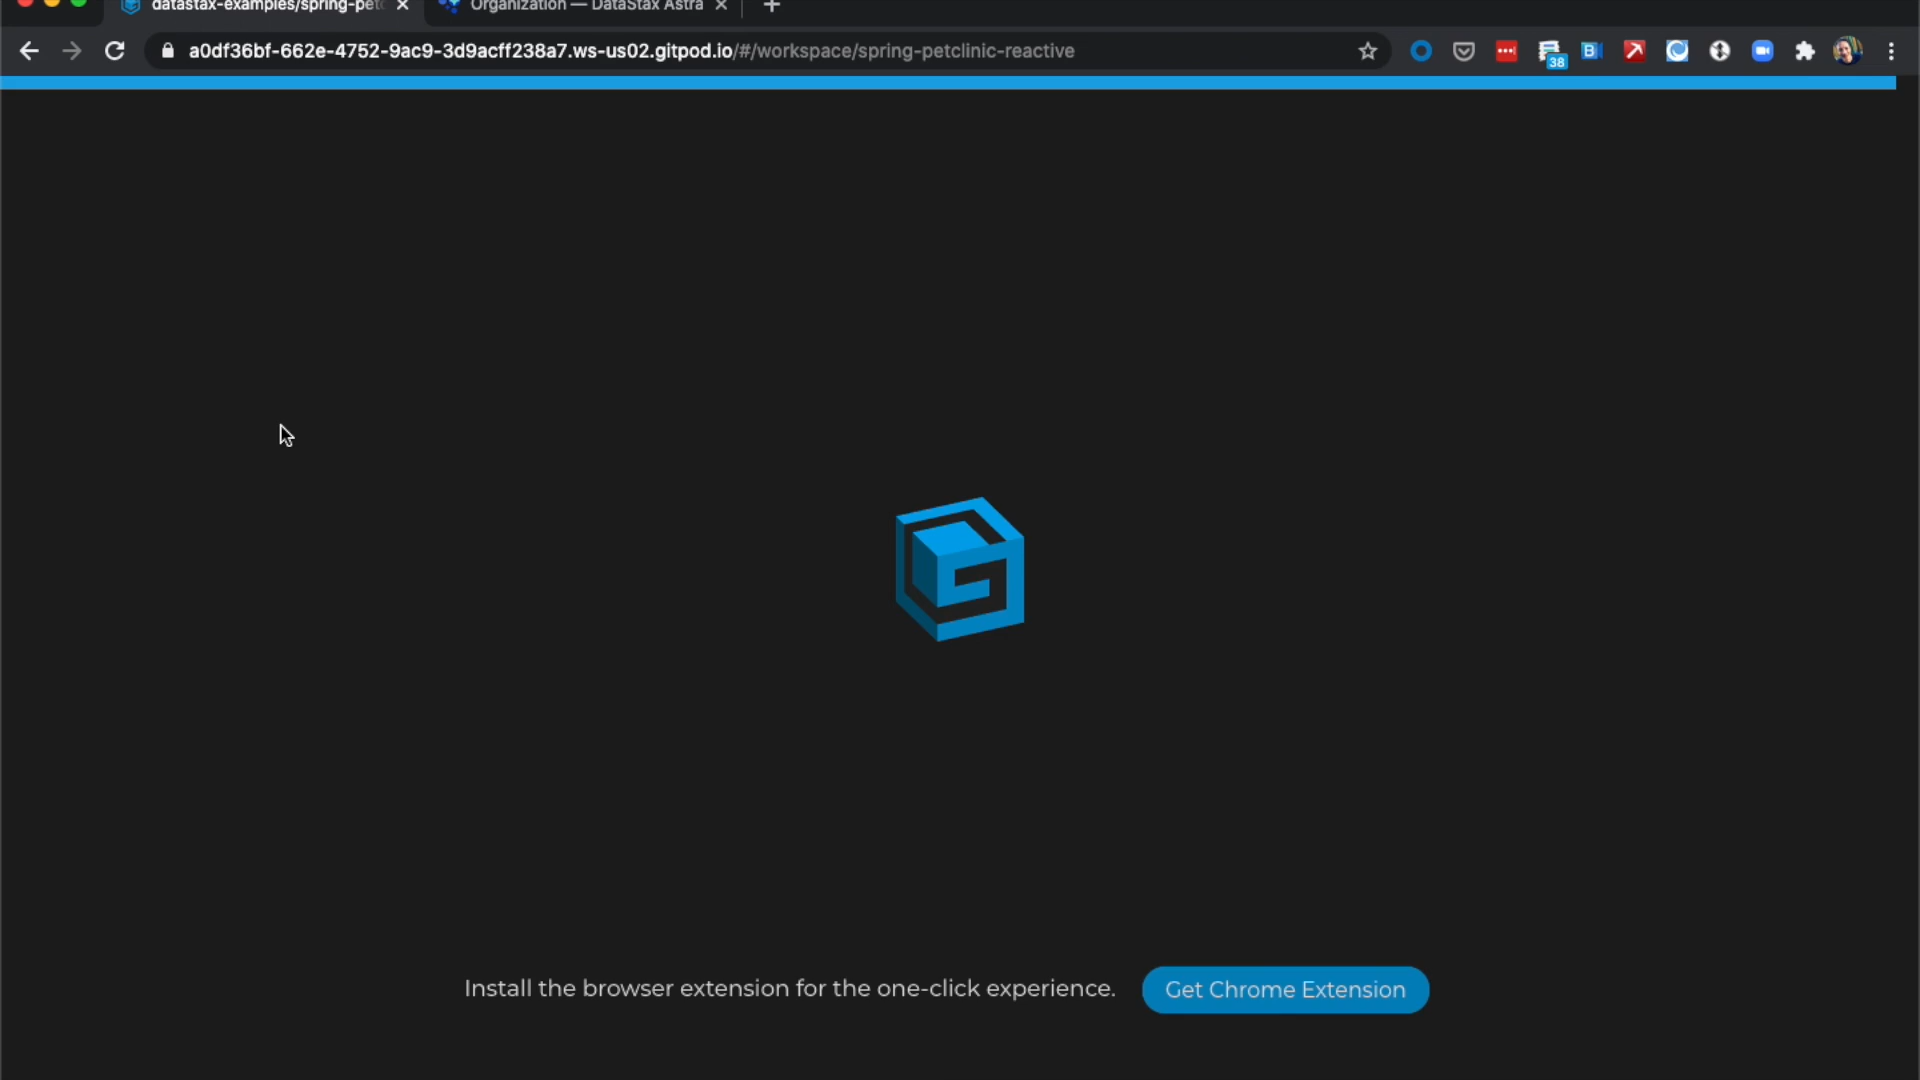 datastax-examples/spring-petc
Organization — DataStax Astra
a0df36bf-662e-4752-9ac9-3d9acff238a7.ws-us02.gitpod.io/#/workspace/spring-petclinic-reactive
38
B
Install the browser extension for the one-click experience.
Get Chrome Extension